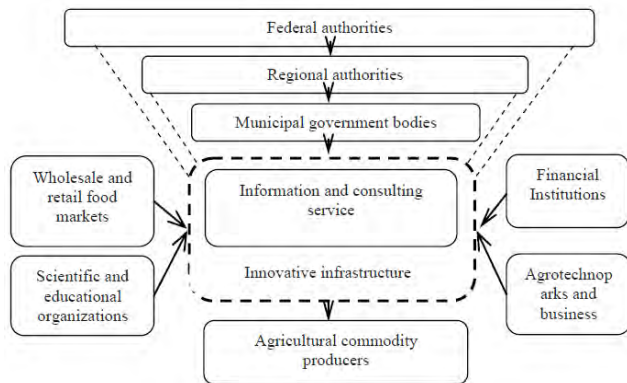 Federal authorities
Regional authorities
Municipal government bodies
Wholesale and
retail food
markets
Information and consulting
service
Financial
Institutions
Scientific and
educational
organizations
Innovative infrastructure
Agrotechnop
arks and
business
Agricultural commodity
producers